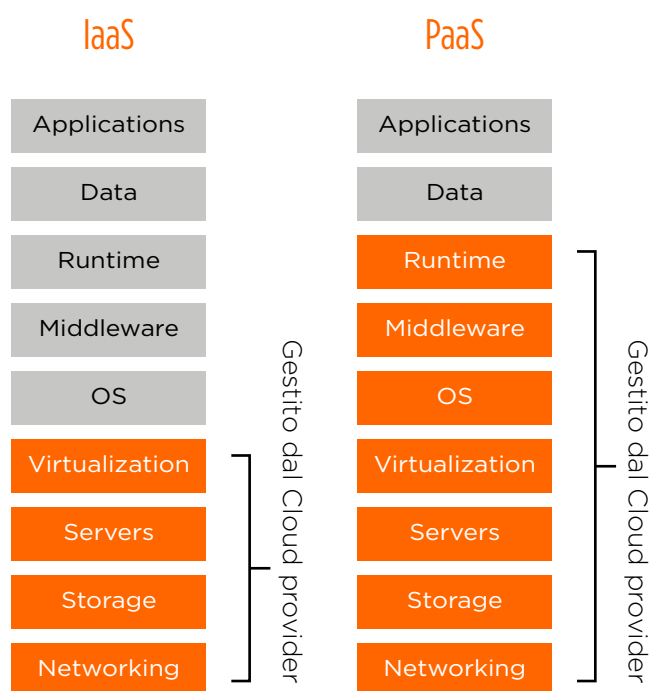 IaaS
Applications
Data
Runtime
Middleware
OS
Virtualization
Servers
Storage
Networking
Gestito dal Cloud provider
PaaS
Applications
Data
Runtime
Middleware
OS
Virtualization
Servers
Storage
Networking
Gestito dal Cloud provider